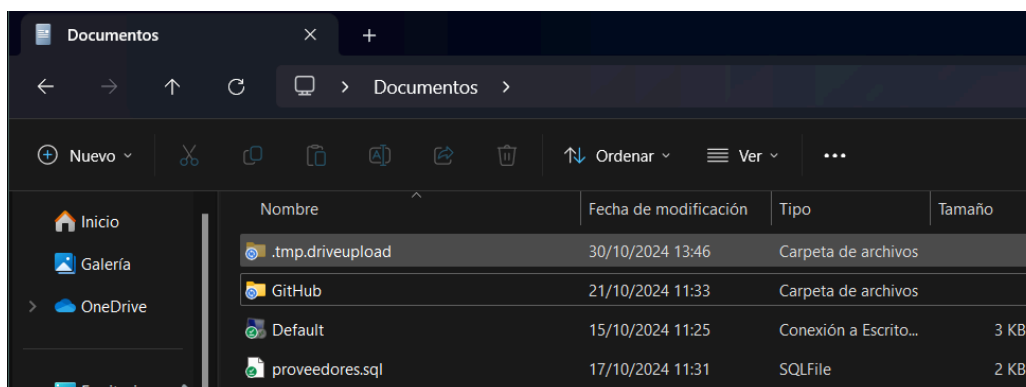 Documentos
Documentos
Nuevo
Ordenar
Ver
Nombre
Fecha de modificación
Tipo
Tamaño
Inicio
Galería
OneDrive
.tmp.driveupload 30/10/2024 13:46 Carpeta de archivos
GitHub 21/10/2024 11:33 Carpeta de archivos
Default 15/10/2024 11:25 Conexión a Escrito... 3 KB
proveedores.sql 17/10/2024 11:31 SQLFile 2 KB